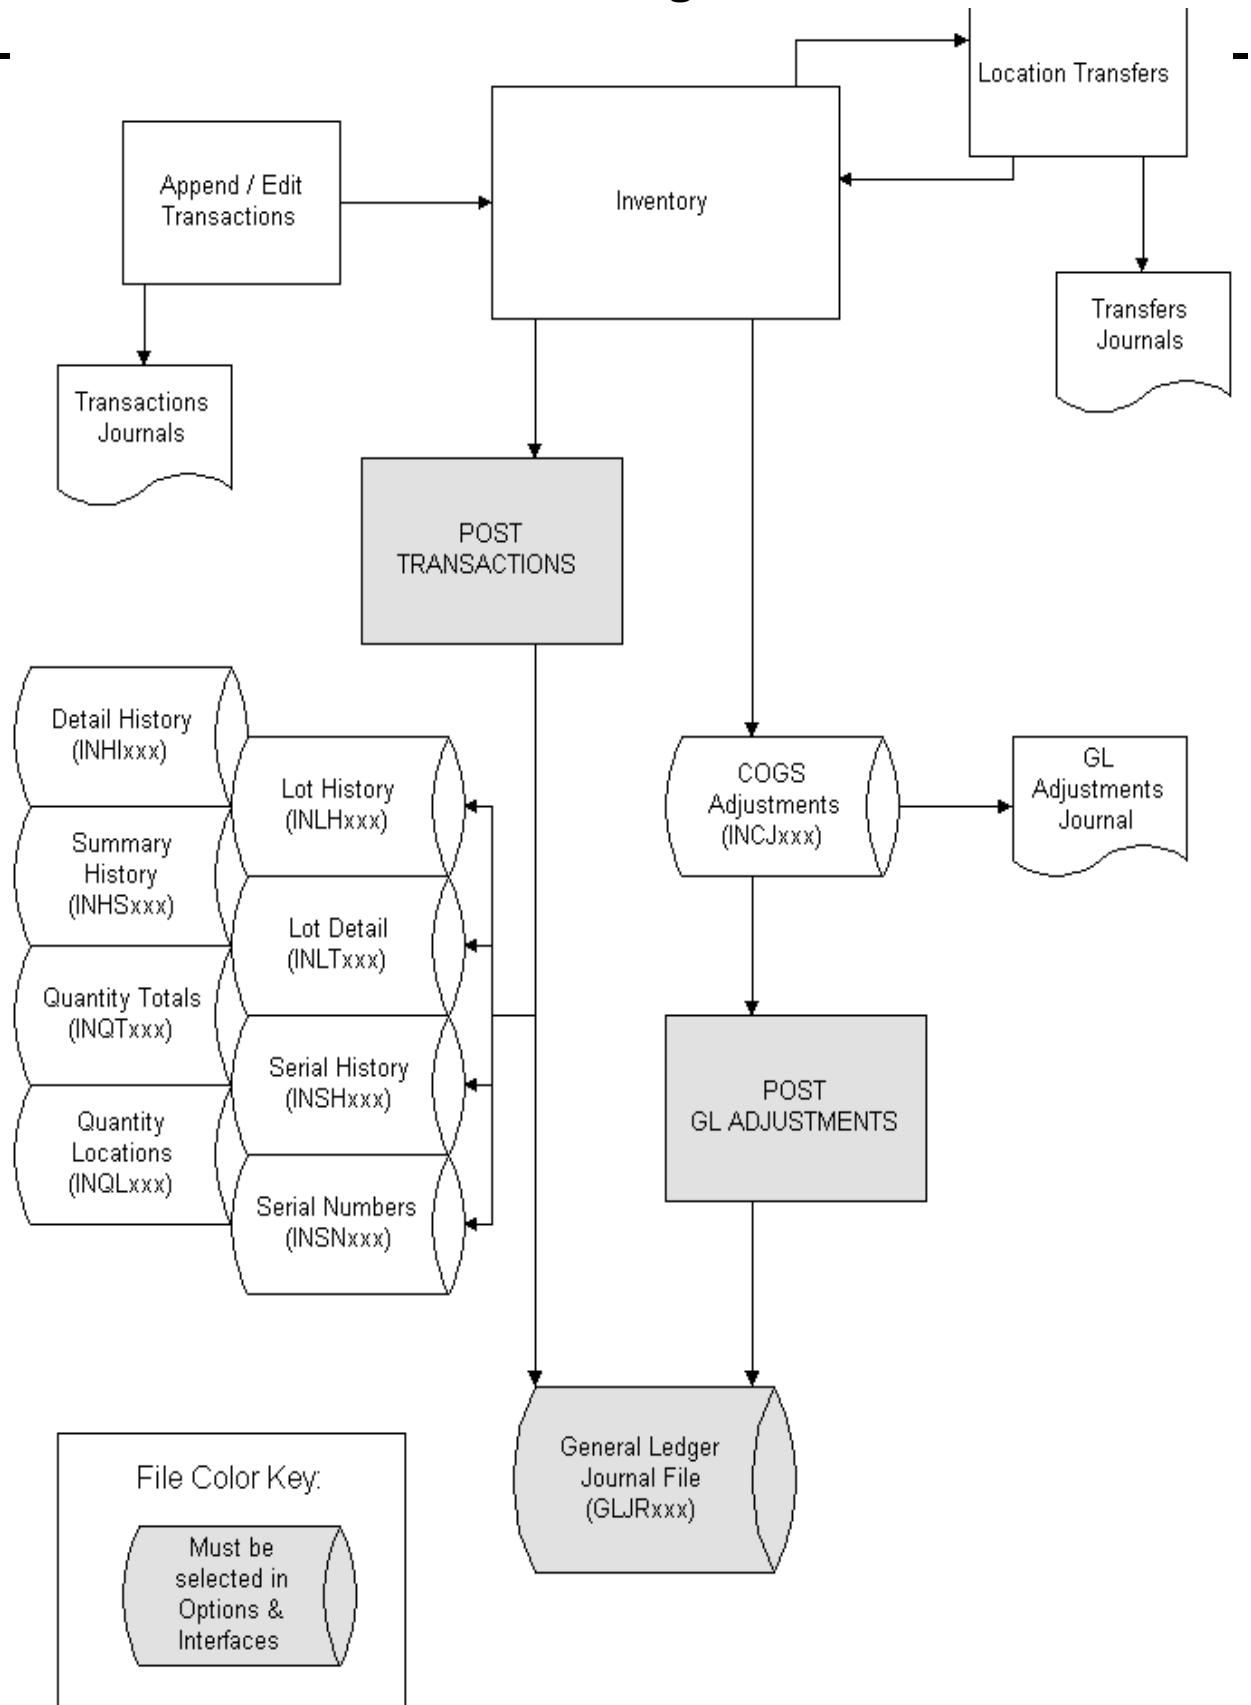 Location Transfers
Append / Edit
Transactions
Inventory
Transfers
Journals
Transactions
Journals
POST
TRANSACTIONS
Detail History
(INHIxxx)
Lot History
(INLHxxx)
COGS
Adjustments
(INCJxxx)
GL
Adjustments
Journal
Summary
History
(INHSxxx)
Lot Detail
(INLTxxx)
Quantity Totals
(INQTxxx)
Serial History
(INSHxxx)
POST
GL ADJUSTMENTS
Quantity
Locations
(INQLxxx)
Serial Numbers
(INSNxxx)
General Ledger
Journal File
(GLJRxxx)
File Color Key:
Must be
selected in
Options &
Interfaces